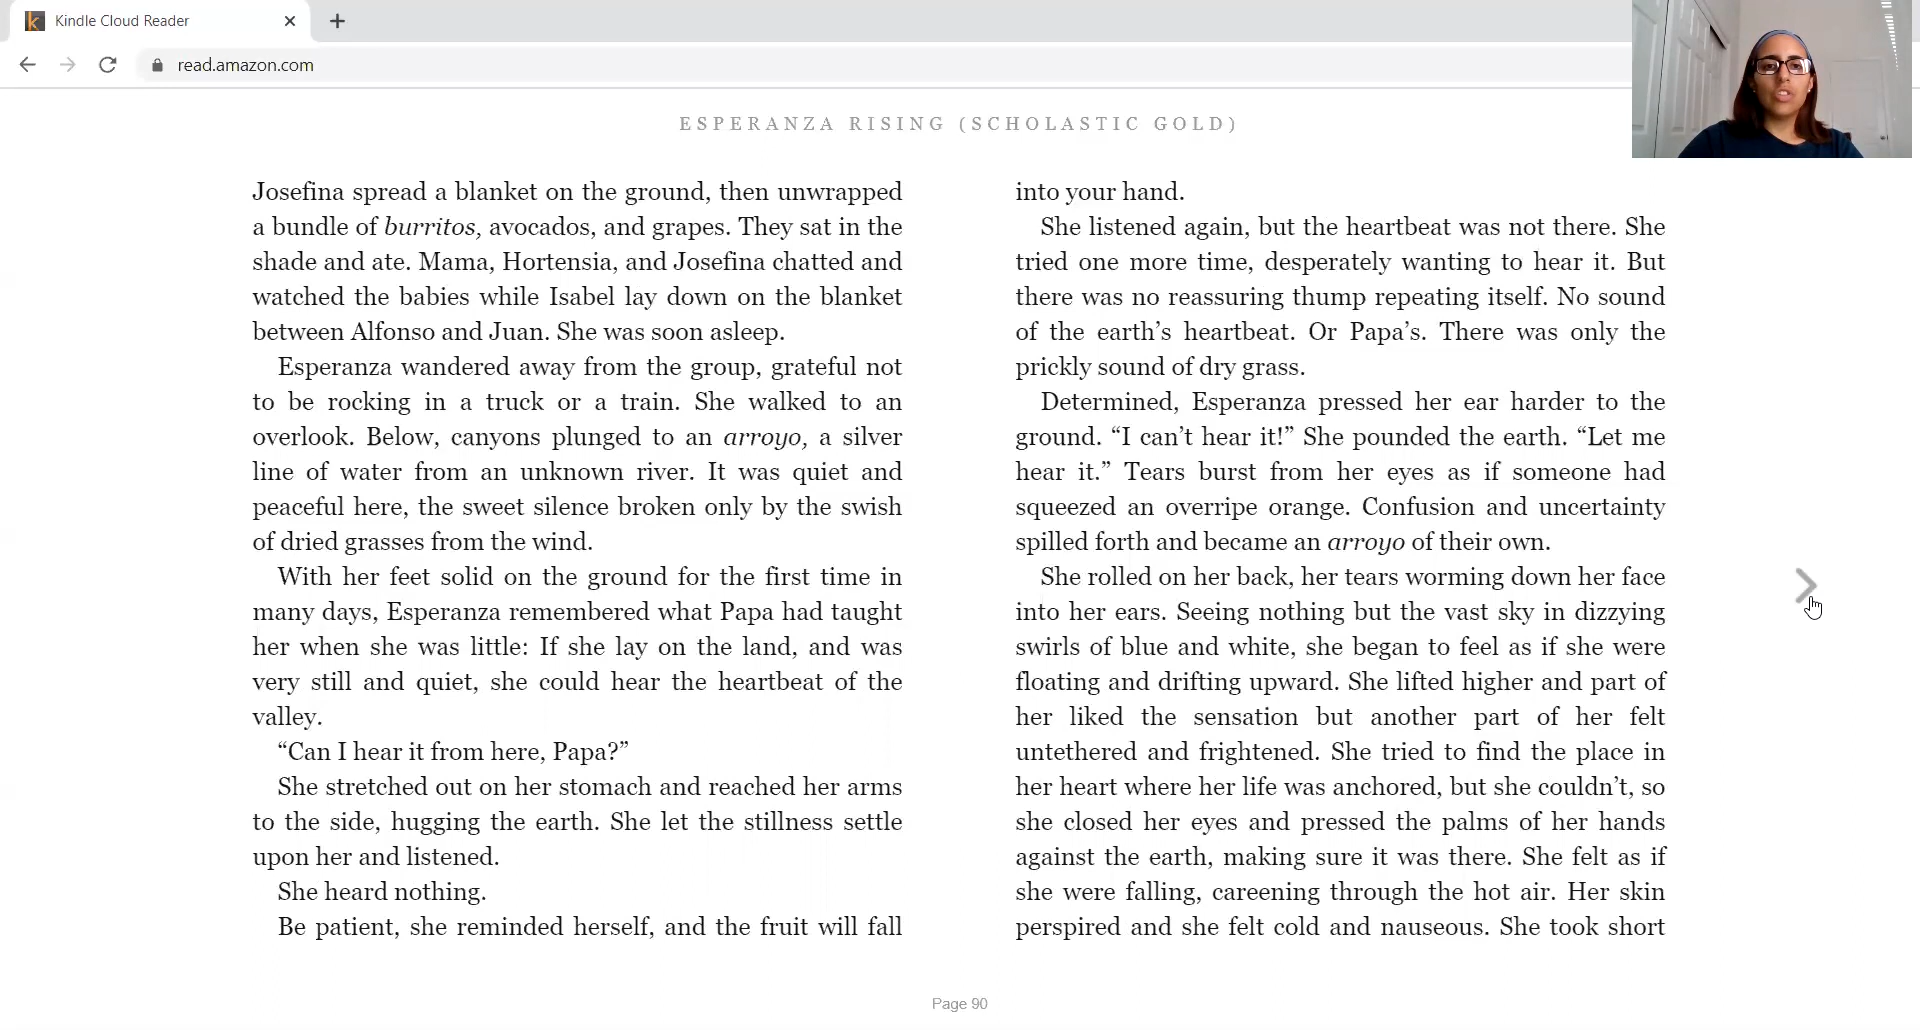 Kindle Cloud Reader
read.amazon.com
ESPERANZA RISING (SCHOLASTIC GOLD)
Josefina spread a blanket on the ground, then unwrapped
a bundle of burritos, avocados, and grapes. They sat in the
shade and ate. Mama, Hortensia, and Josefina chatted and
watched the babies while Isabel lay down on the blanket
between Alfonso and Juan. She was soon asleep.
Esperanza wandered away from the group, grateful not
to be rocking in a truck or a train. She walked to an
overlook. Below, canyons plunged to an arroyo, a silver
line of water from an unknown river. It was quiet and
peaceful here, the sweet silence broken only by the swish
of dried grasses from the wind.
With her feet solid on the ground for the first time in
many days, Esperanza remembered what Papa had taught
her when she was little: If she lay on the land, and was
very still and quiet, she could hear the heartbeat of the
valley.
“Can I hear it from here, Papa?”
She stretched out on her stomach and reached her arms
to the side, hugging the earth. She let the stillness settle
upon her and listened.
She heard nothing.
Be patient, she reminded herself, and the fruit will fall
into your hand.
She listened again, but the heartbeat was not there. She
tried one more time, desperately wanting to hear it. But
there was no reassuring thump repeating itself. No sound
of the earth’s heartbeat. Or Papa’s. There was only the
prickly sound of dry grass.
Determined, Esperanza pressed her ear harder to the
ground. “I can’t hear it!” She pounded the earth. “Let me
hear it.” Tears burst from her eyes as if someone had
squeezed an overripe orange. Confusion and uncertainty
spilled forth and became an arroyo of their own.
She rolled on her back, her tears worming down her face
into her ears. Seeing nothing but the vast sky in dizzying
swirls of blue and white, she began to feel as if she were
floating and drifting upward. She lifted higher and part of
her liked the sensation but another part of her felt
untethered and frightened. She tried to find the place in
her heart where her life was anchored, but she couldn’t, so
she closed her eyes and pressed the palms of her hands
against the earth, making sure it was there. She felt as if
she were falling, careening through the hot air. Her skin
perspired and she felt cold and nauseous. She took short
Page 90